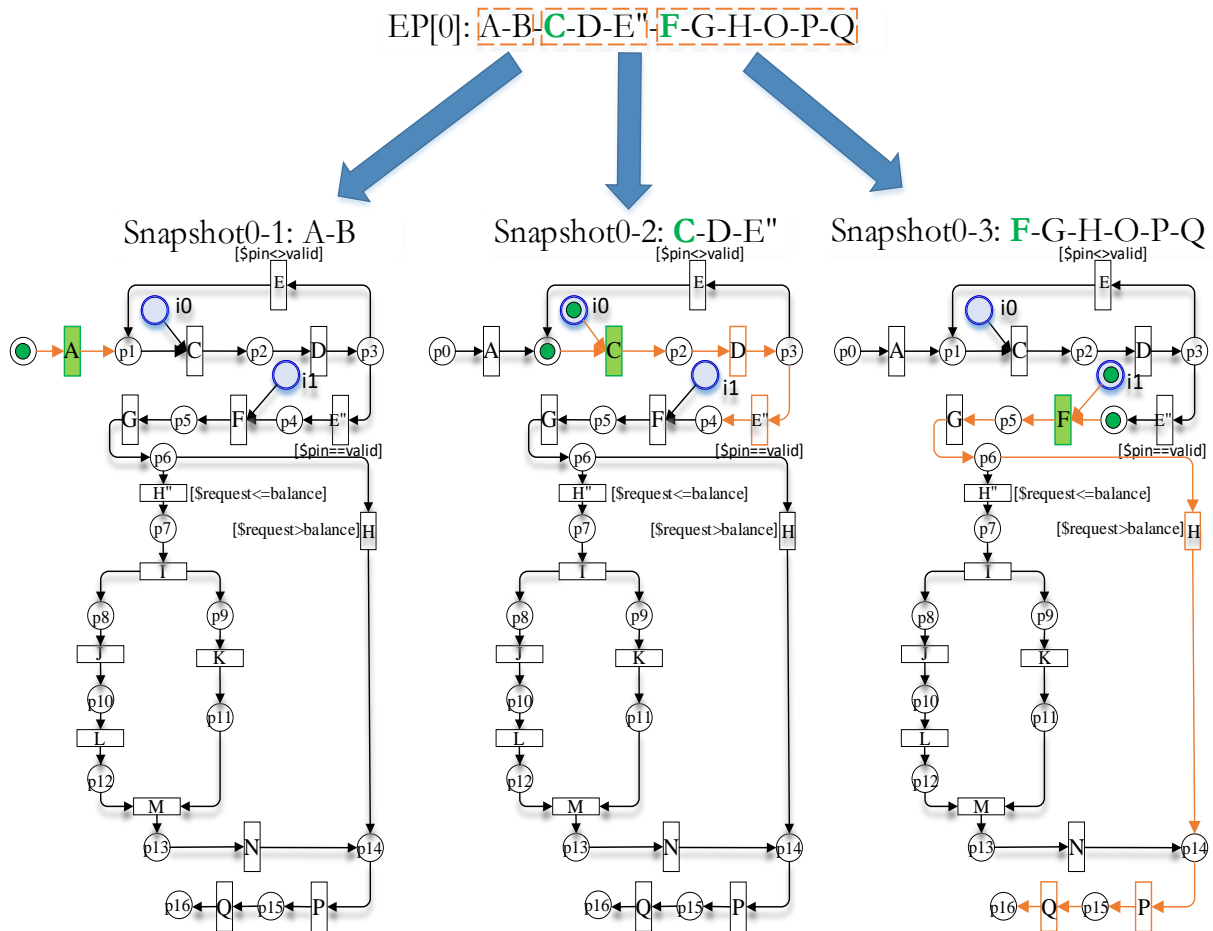 EP[0]: A-B-C-D-E"-F-G-H-O-P-Q
Snapshot0-1: A-B
[$pin<>valid]
E
i0
A
p1
C
p2
D
p3
i1
G
p5
F
p4
E"
[$pin==valid]
p6
H" [$request<=balance]
p7
[$request>balance] H
I
p8
p9
J
K
p10
p11
L
p12
M
p13
N
p14
p16
Q
p15
P
Snapshot0-2: C-D-E"
[$pin<>valid]
E
i0
p0
A
C
p2
D
p3
i1
G
p5
F
p4
E"
[$pin==valid]
p6
H" [$request<=balance]
p7
[$request>balance] H
I
p8
p9
J
K
p10
p11
L
p12
M
p13
N
p14
p16
Q
p15
P
Snapshot0-3: F-G-H-O-P-Q
[$pin<>valid]
E
i0
p0
A
p1
C
p2
D
p3
i1
G
p5
F
E"
[$pin==valid]
p6
H" [$request<=balance]
p7
[$request>balance] H
I
p8
p9
J
K
p10
p11
L
p12
M
p13
N
p14
p16
Q
p15
P